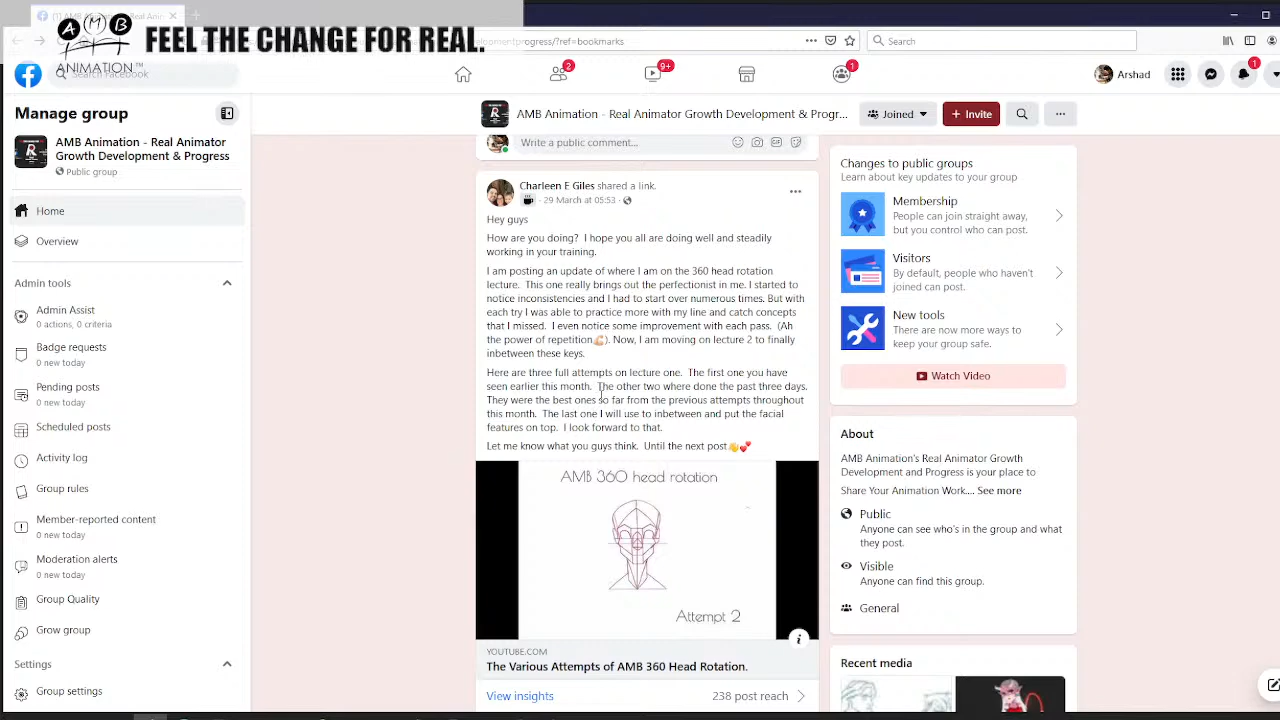 (1) AMB Animation - Real Anim
A M B
ANIMATION
FEEL THE CHANGE FOR REAL.
omentprogress/?ref=bookmarks
Search
Search Facebook
2
9+
1
Arshad
1
Manage group
AMB Animation - Real Animator
Growth Development & Progress
Public group
Home
Overview
Admin tools
Admin Assist
0 actions, 0 criteria
Badge requests
0 new today
Pending posts
0 new today
Scheduled posts
Activity log
Group rules
Member-reported content
0 new today
Moderation alerts
0 new today
Group Quality
Grow group
Settings
Group settings
R
AMB Animation - Real Animator Growth Development & Progr...
Joined
+ Invite
Write a public comment...
GIF
Charleen E Giles shared a link.
· 29 March at 05:53 ·
Hey guys
How are you doing? I hope you all are doing well and steadily
working in your training.
I am posting an update of where I am on the 360 head rotation
lecture. This one really brings out the perfectionist in me. I started to
notice inconsistencies and I had to start over numerous times. But with
each try I was able to practice more with my line and catch concepts
that I missed. I even notice some improvement with each pass. (Ah
the power of repetition💪🏻). Now, I am moving on lecture 2 to finally
inbetween these keys.
Here are three full attempts on lecture one. The first one you have
seen earlier this month. The other two where done the past three days.
They were the best ones so far from the previous attempts throughout
this month. The last one I will use to inbetween and put the facial
features on top. I look forward to that.
Let me know what you guys think. Until the next post👋💕
AMB 360 head rotation
Attempt 2
YOUTUBE.COM
The Various Attempts of AMB 360 Head Rotation.
View insights
238 post reach
Changes to public groups
Learn about key updates to your group
Membership
People can join straight away,
but you control who can post.
Visitors
By default, people who haven't
joined can post.
New tools
There are now more ways to
keep your group safe.
Watch Video
About
AMB Animation's Real Animator Growth
Development and Progress is your place to
Share Your Animation Work.... See more
Public
Anyone can see who's in the group and what
they post.
Visible
Anyone can find this group.
General
Recent media